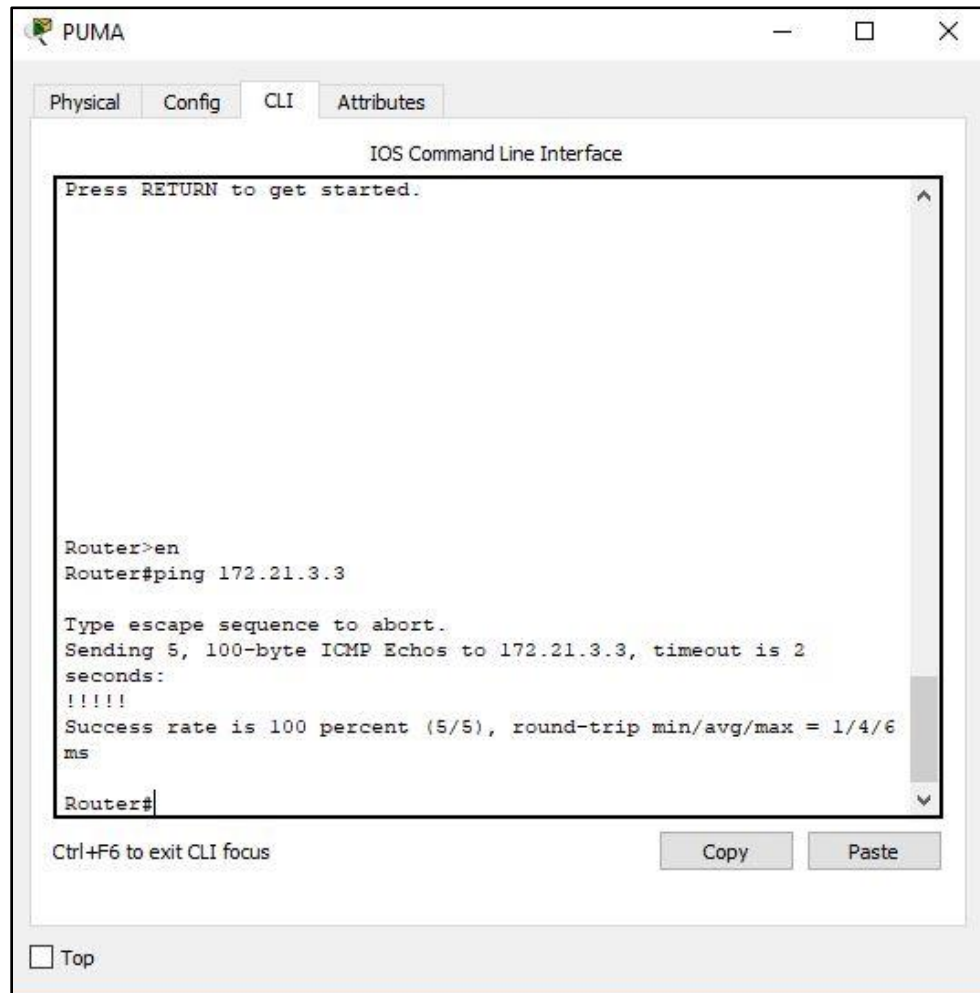 PUMA
Physical Config CLI Attributes
IOS Command Line Interface
Press RETURN to get started.
Router>en
Router#ping 172.21.3.3
Type escape sequence to abort.
Sending 5, 100-byte ICMP Echos to 172.21.3.3, timeout is 2
seconds:
!!!!!
Success rate is 100 percent (5/5), round-trip min/avg/max = 1/4/6
ms
Router#
Ctrl+F6 to exit CLI focus Copy Paste
Top